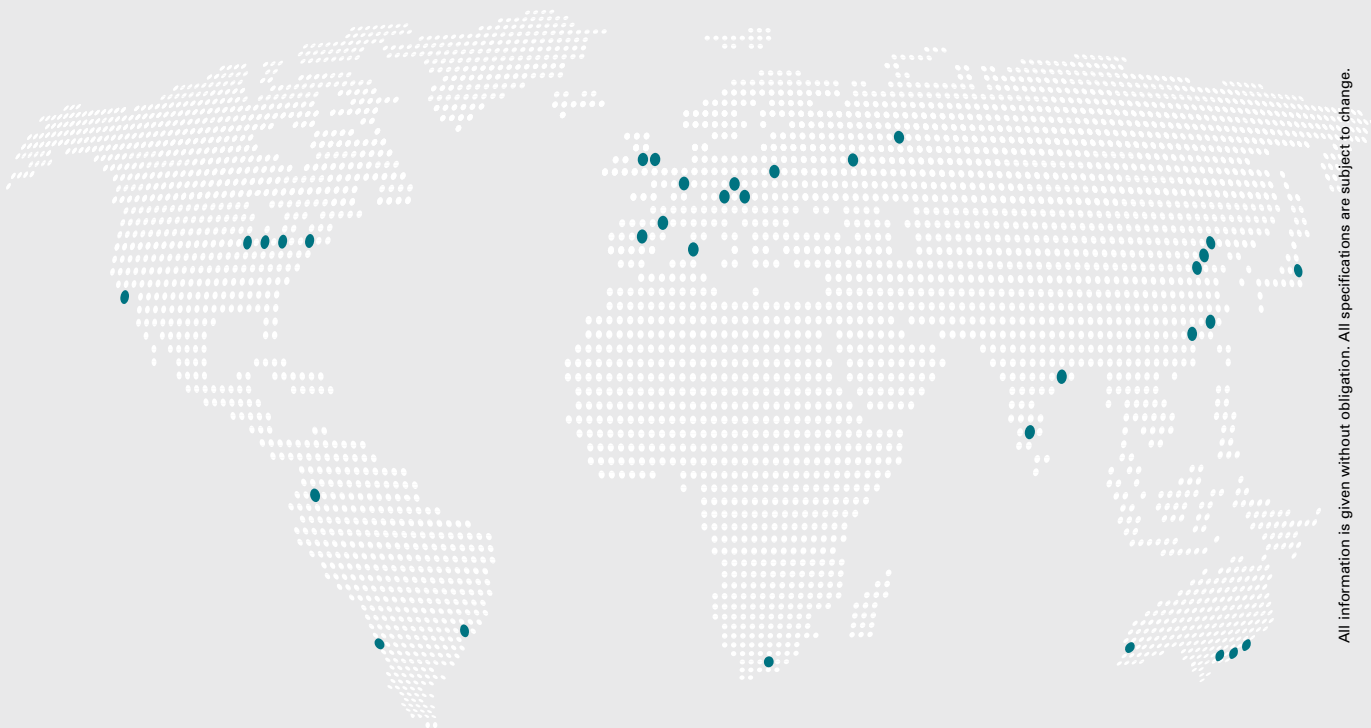 All information is given without obligation. All specifications are subject to change.